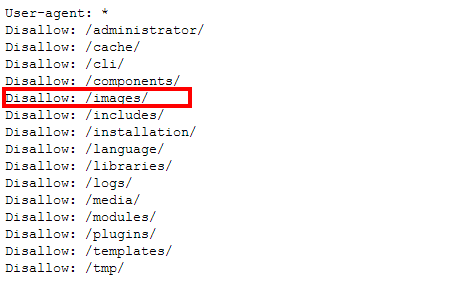 User-agent: *
Disallow: /administrator/
Disallow: /cache/
Disallow: /cli/
Disallow: /components/
Disallow: /images/
Disallow: /includes/
Disallow: /installation/
Disallow: /language/
Disallow: /libraries/
Disallow: /logs/
Disallow: /media/
Disallow: /modules/
Disallow: /plugins/
Disallow: /templates/
Disallow: /tmp/